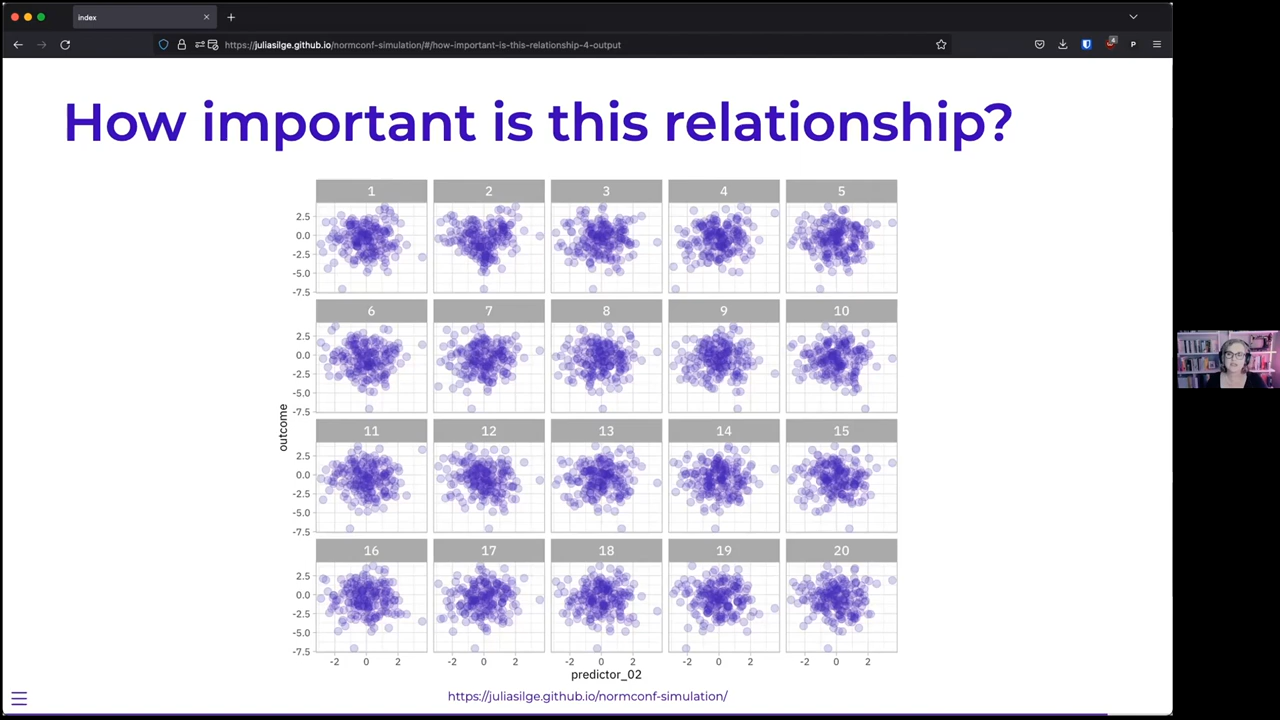 index
https://juliasilge.github.io/normconf-simulation/#/how-important-is-this-relationship-4-output
4
P
How important is this relationship?
1 2 3 4 5
2.5
0.0
-2.5
-5.0
-7.5
6 7 8 9 10
2.5
0.0
-2.5
-5.0
-7.5
outcome
11 12 13 14 15
2.5
0.0
-2.5
-5.0
-7.5
16 17 18 19 20
2.5
0.0
-2.5
-5.0
-7.5
-2 0 2 -2 0 2 -2 0 2 -2 0 2 -2 0 2
predictor_02
https://juliasilge.github.io/normconf-simulation/